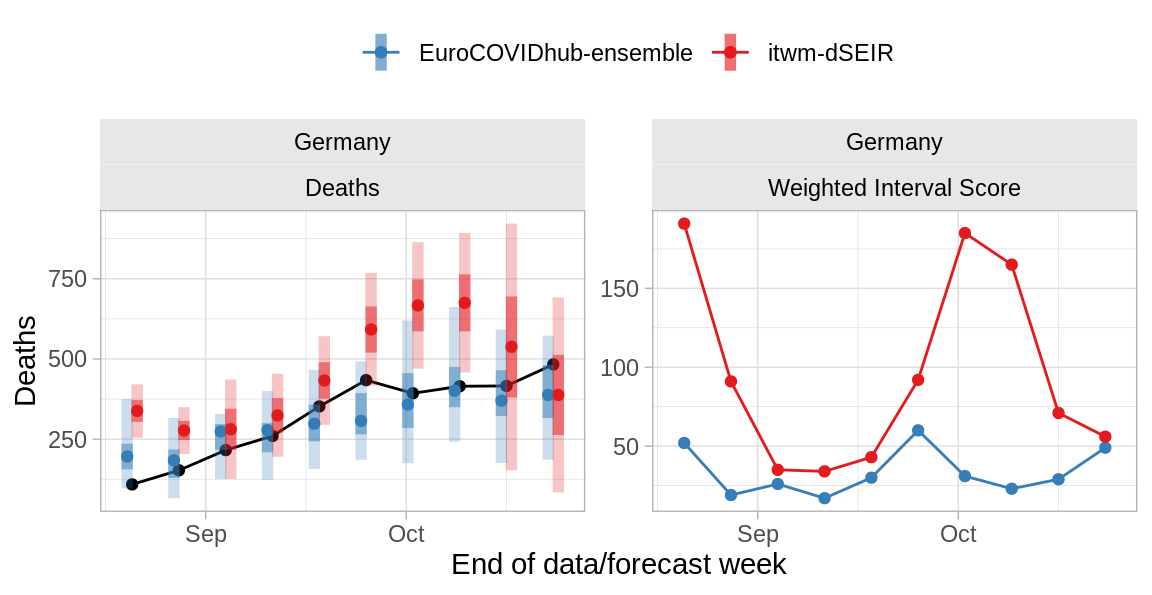 EuroCOVIDhub-ensemble itwm-dSEIR
Germany Germany
Deaths Weighted Interval Score
Deaths
750
500
250
150
100
50
Sep Oct Sep Oct
End of data/forecast week